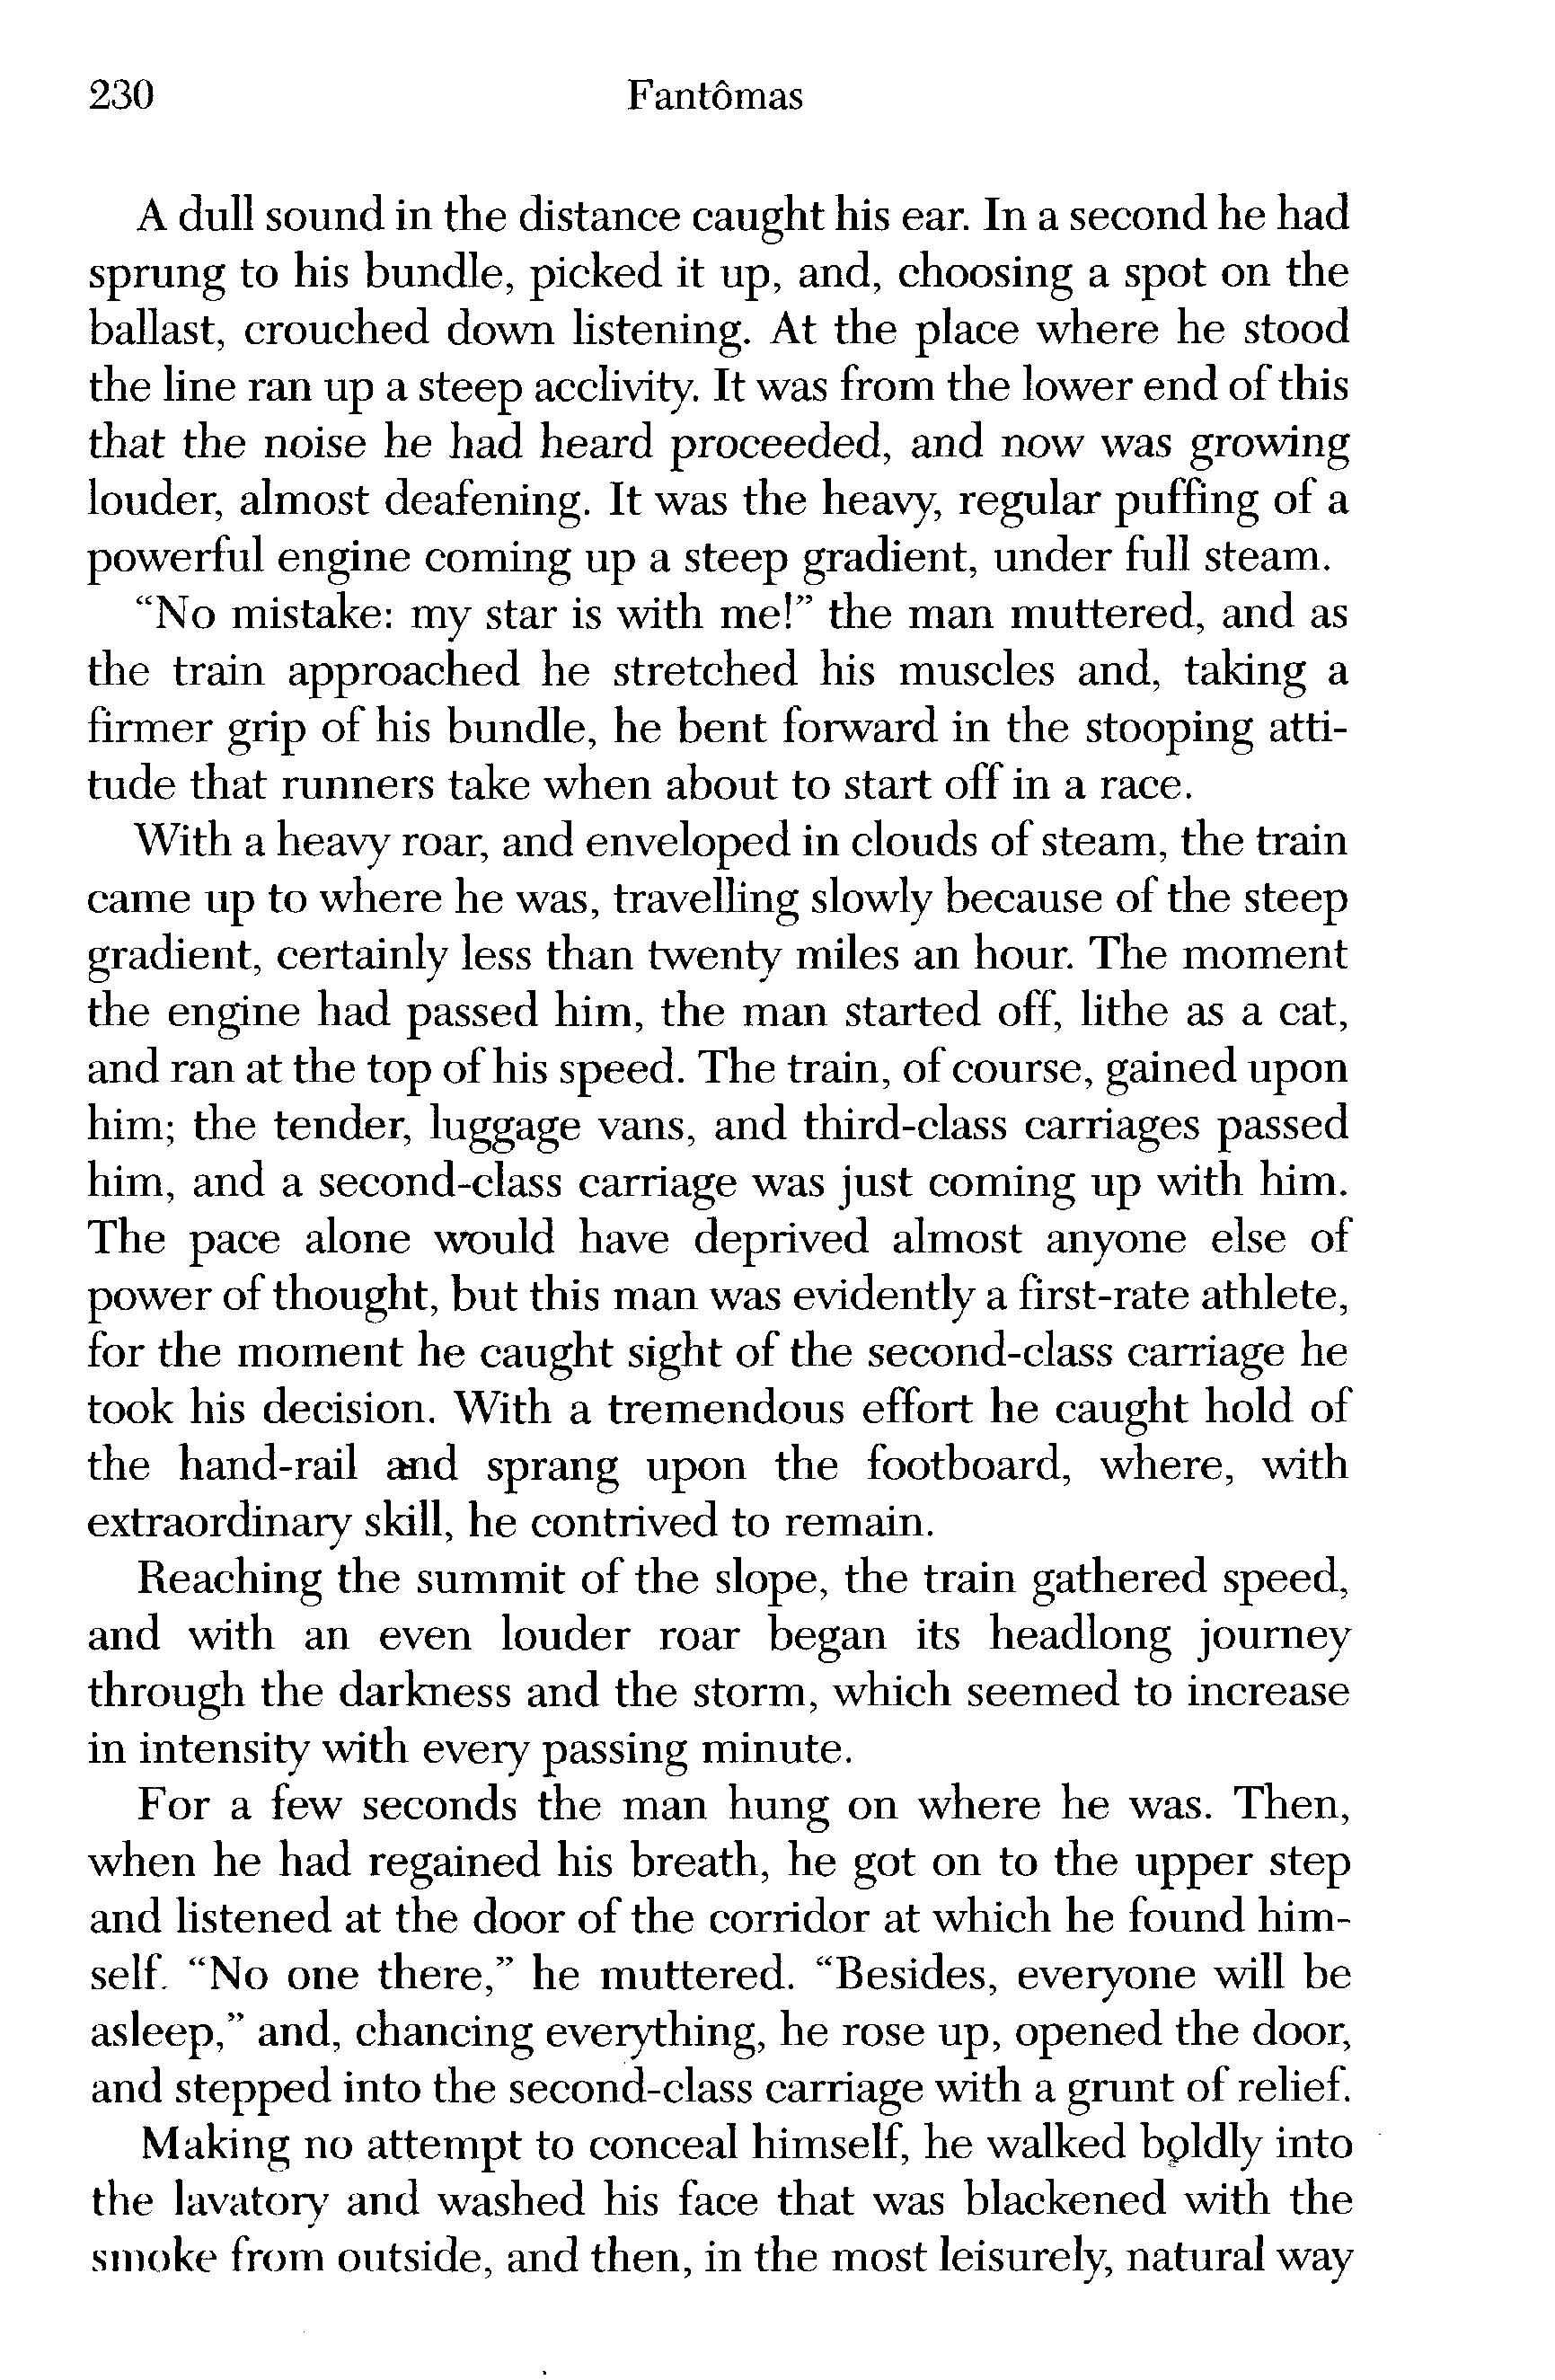 230 Fantômas
A dull sound in the distance caught his ear. In a second he had
sprung to his bundle, picked it up, and, choosing a spot on the
ballast, crouched down listening. At the place where he stood
the line ran up a steep acclivity. It was from the lower end of this
that the noise he had heard proceeded, and now was growing
louder, almost deafening. It was the heavy, regular puffing of a
powerful engine coming up a steep gradient, under full steam.
“No mistake: my star is with me!” the man muttered, and as
the train approached he stretched his muscles and, taking a
firmer grip of his bundle, he bent forward in the stooping atti-
tude that runners take when about to start off in a race.
With a heavy roar, and enveloped in clouds of steam, the train
came up to where he was, travelling slowly because of the steep
gradient, certainly less than twenty miles an hour. The moment
the engine had passed him, the man started off, lithe as a cat,
and ran at the top of his speed. The train, of course, gained upon
him; the tender, luggage vans, and third-class carriages passed
him, and a second-class carriage was just coming up with him.
The pace alone would have deprived almost anyone else of
power of thought, but this man was evidently a first-rate athlete,
for the moment he caught sight of the second-class carriage he
took his decision. With a tremendous effort he caught hold of
the hand-rail and sprang upon the footboard, where, with
extraordinary skill, he contrived to remain.
Reaching the summit of the slope, the train gathered speed,
and with an even louder roar began its headlong journey
through the darkness and the storm, which seemed to increase
in intensity with every passing minute.
For a few seconds the man hung on where he was. Then,
when he had regained his breath, he got on to the upper step
and listened at the door of the corridor at which he found him-
self. “No one there,” he muttered. “Besides, everyone will be
asleep,” and, chancing everything, he rose up, opened the door,
and stepped into the second-class carriage with a grunt of relief.
Making no attempt to conceal himself, he walked boldly into
the lavatory and washed his face that was blackened with the
smoke from outside, and then, in the most leisurely, natural way